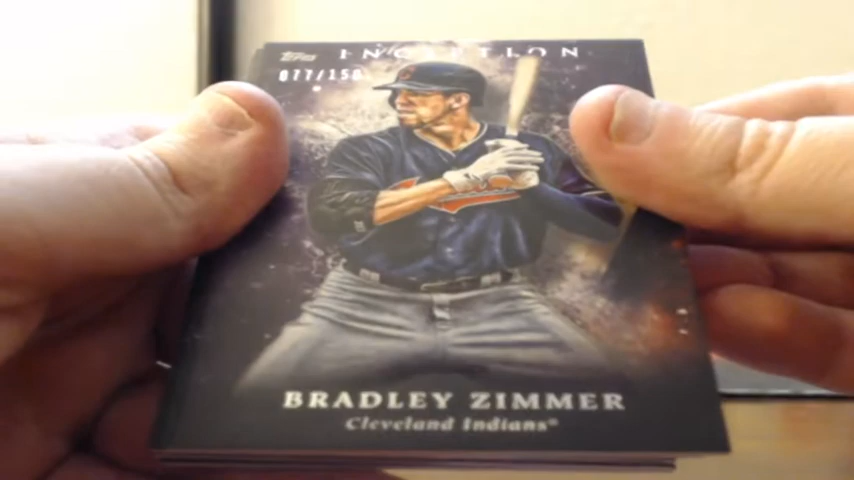 Topps INCEPTION
077/150
BRADLEY ZIMMER
Cleveland Indians®